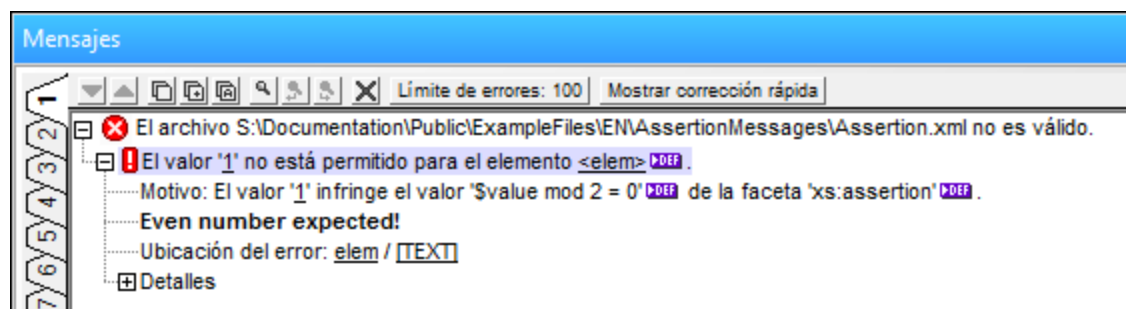 Mensajes
Límite de errores: 100 Mostrar corrección rápida
1
El archivo S:\Documentation\Public\ExampleFiles\EN\AssertionMessages\Assertion.xml no es válido.
2
El valor '1' no está permitido para el elemento <elem> DEF .
3
Motivo: El valor '1' infringe el valor '$value mod 2 = 0' DEF de la faceta 'xs:assertion' DEF .
4
Even number expected!
5
Ubicación del error: elem / [TEXT]
6
Detalles
7